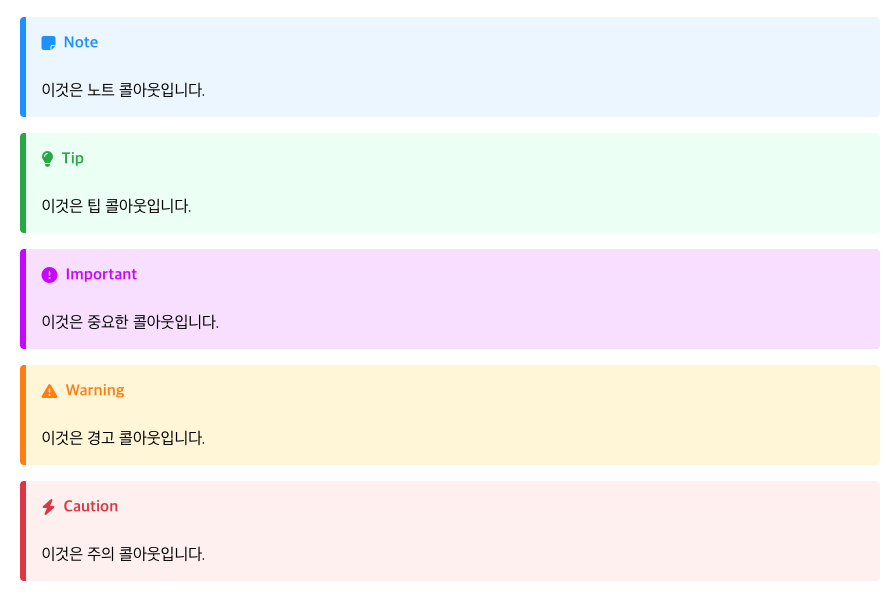 Note
이것은 노트 콜아웃입니다.
Tip
이것은 팁 콜아웃입니다.
Important
이것은 중요한 콜아웃입니다.
Warning
이것은 경고 콜아웃입니다.
Caution
이것은 주의 콜아웃입니다.